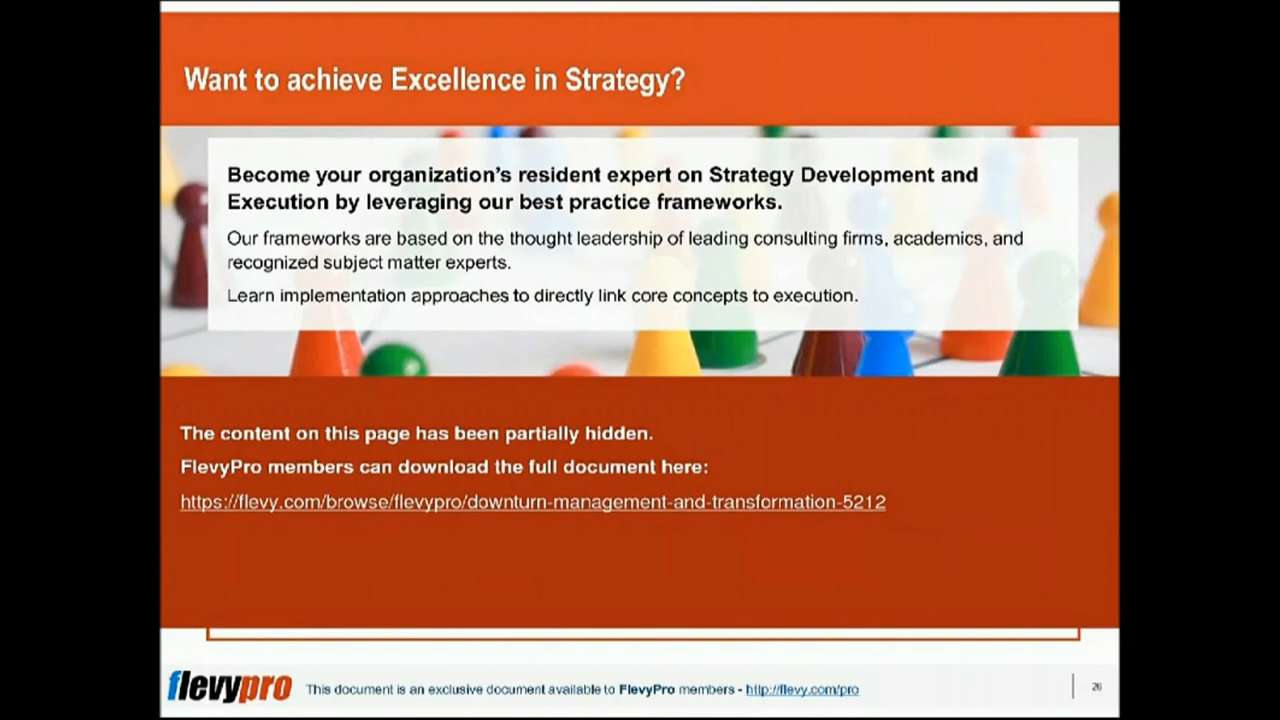 Want to achieve Excellence in Strategy?
Become your organization's resident expert on Strategy Development and
Execution by leveraging our best practice frameworks.
Our frameworks are based on the thought leadership of leading consulting firms, academics, and
recognized subject matter experts.
Learn implementation approaches to directly link core concepts to execution.
The content on this page has been partially hidden.
FlevyPro members can download the full document here:
https://flevy.com/browse/flevypro/downturn-management-and-transformation-5212
flevypro This document is an exclusive document available to FlevyPro members - http://flevy.com/pro